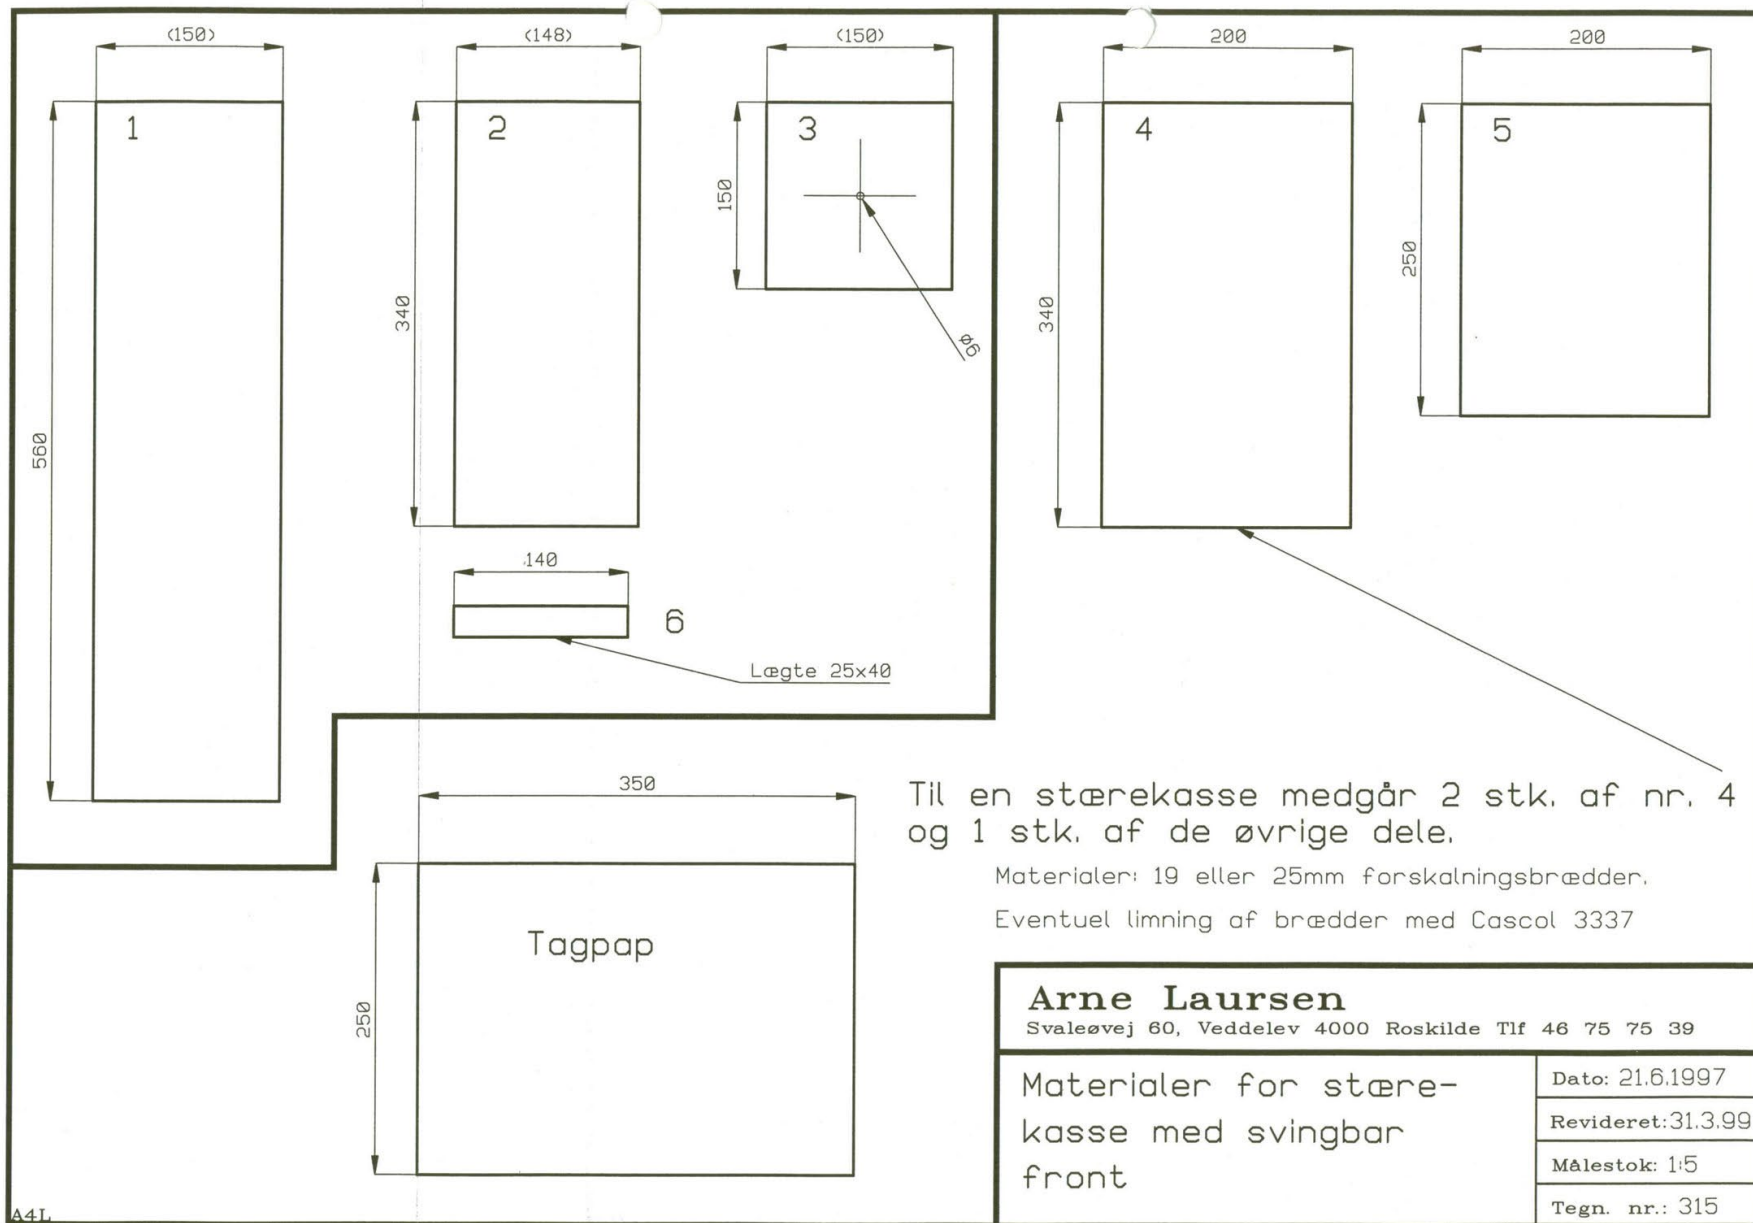 (150)
(148)
(150)
200
200
1
2
3
4
5
150
340
340
250
ø6
560
140
6
Lægte 25x40
350
Til en stærekasse medgår 2 stk. af nr. 4
og 1 stk. af de øvrige dele.
Materialer: 19 eller 25mm forskalningsbrædder.
Eventuel limning af brædder med Cascol 3337
Tagpap
250
Arne Laursen
Svaleøvej 60, Veddelev 4000 Roskilde Tlf 46 75 75 39
Materialer for stære-
kasse med svingbar
front
Dato: 21.6.1997
Revideret:31.3.99
Målestok: 1:5
Tegn. nr.: 315
A4L